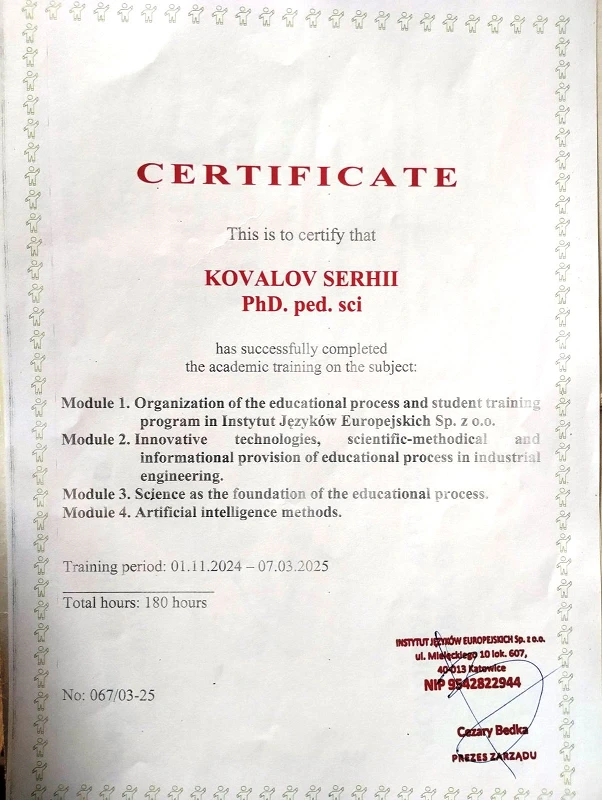 CERTIFICATE
This is to certify that
KOVALOV SERHII
PhD. ped. sci
has successfully completed
the academic training on the subject:
Module 1. Organization of the educational process and student training
program in Instytut Języków Europejskich Sp. z o.o.
Module 2. Innovative technologies, scientific-methodical and
informational provision of educational process in industrial
engineering.
Module 3. Science as the foundation of the educational process.
Module 4. Artificial intelligence methods.
Training period: 01.11.2024 – 07.03.2025
Total hours: 180 hours
No: 067/03-25
INSTYTUT JĘZYKÓW EUROPEJSKICH Sp. z o.o.
ul. Mielęckiego 10 lok. 607,
40-013 Katowice
NIP 9542822944
Cezary Bedka
PREZES ZARZĄDU